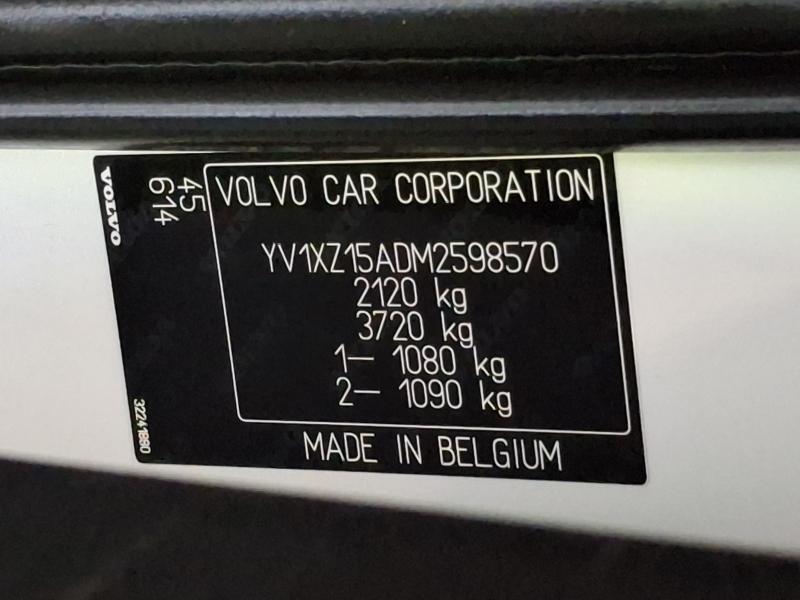 VOLVO
45
614
VOLVO CAR CORPORATION
YV1XZ15ADM2598570
2120 kg
3720 kg
1— 1080 kg
2— 1090 kg
MADE IN BELGIUM